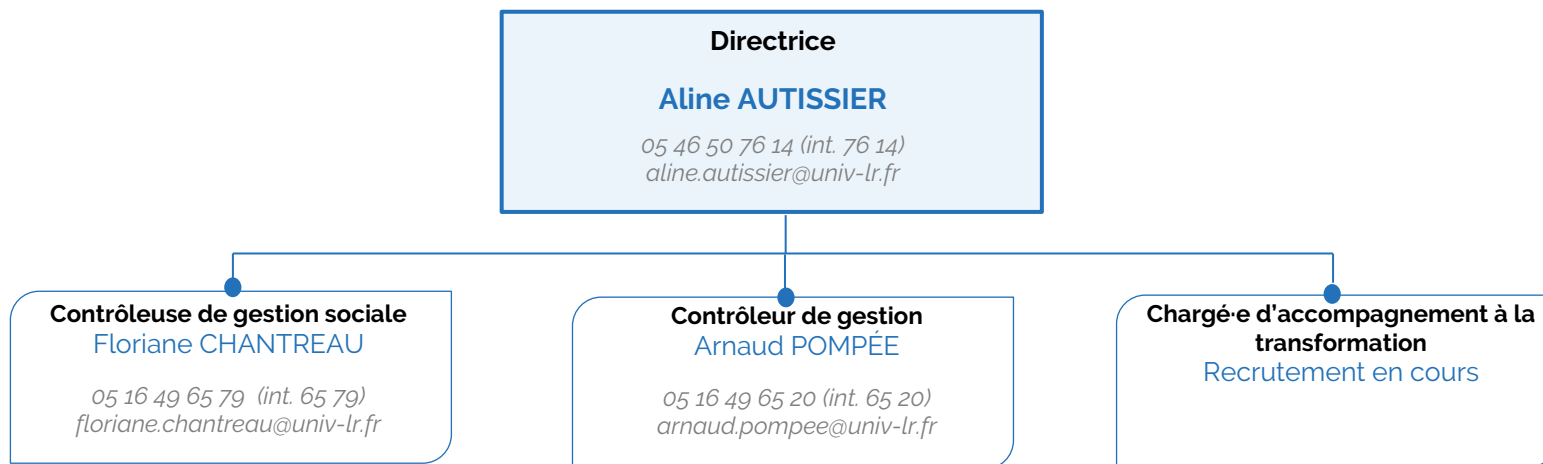 Directrice
Aline AUTISSIER
05 46 50 76 14 (int. 76 14)
aline.autissier@univ-lr.fr
Contrôleuse de gestion sociale
Floriane CHANTREAU
05 16 49 65 79 (int. 65 79)
floriane.chantreau@univ-lr.fr
Contrôleur de gestion
Arnaud POMPÉE
05 16 49 65 20 (int. 65 20)
arnaud.pompee@univ-lr.fr
Chargé·e d'accompagnement à la
transformation
Recrutement en cours